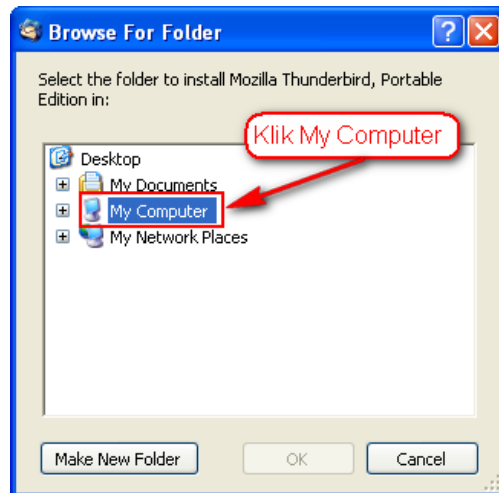 Browse For Folder
Select the folder to install Mozilla Thunderbird, Portable
Edition in:
Klik My Computer
Desktop
My Documents
My Computer
My Network Places
Make New Folder
OK
Cancel